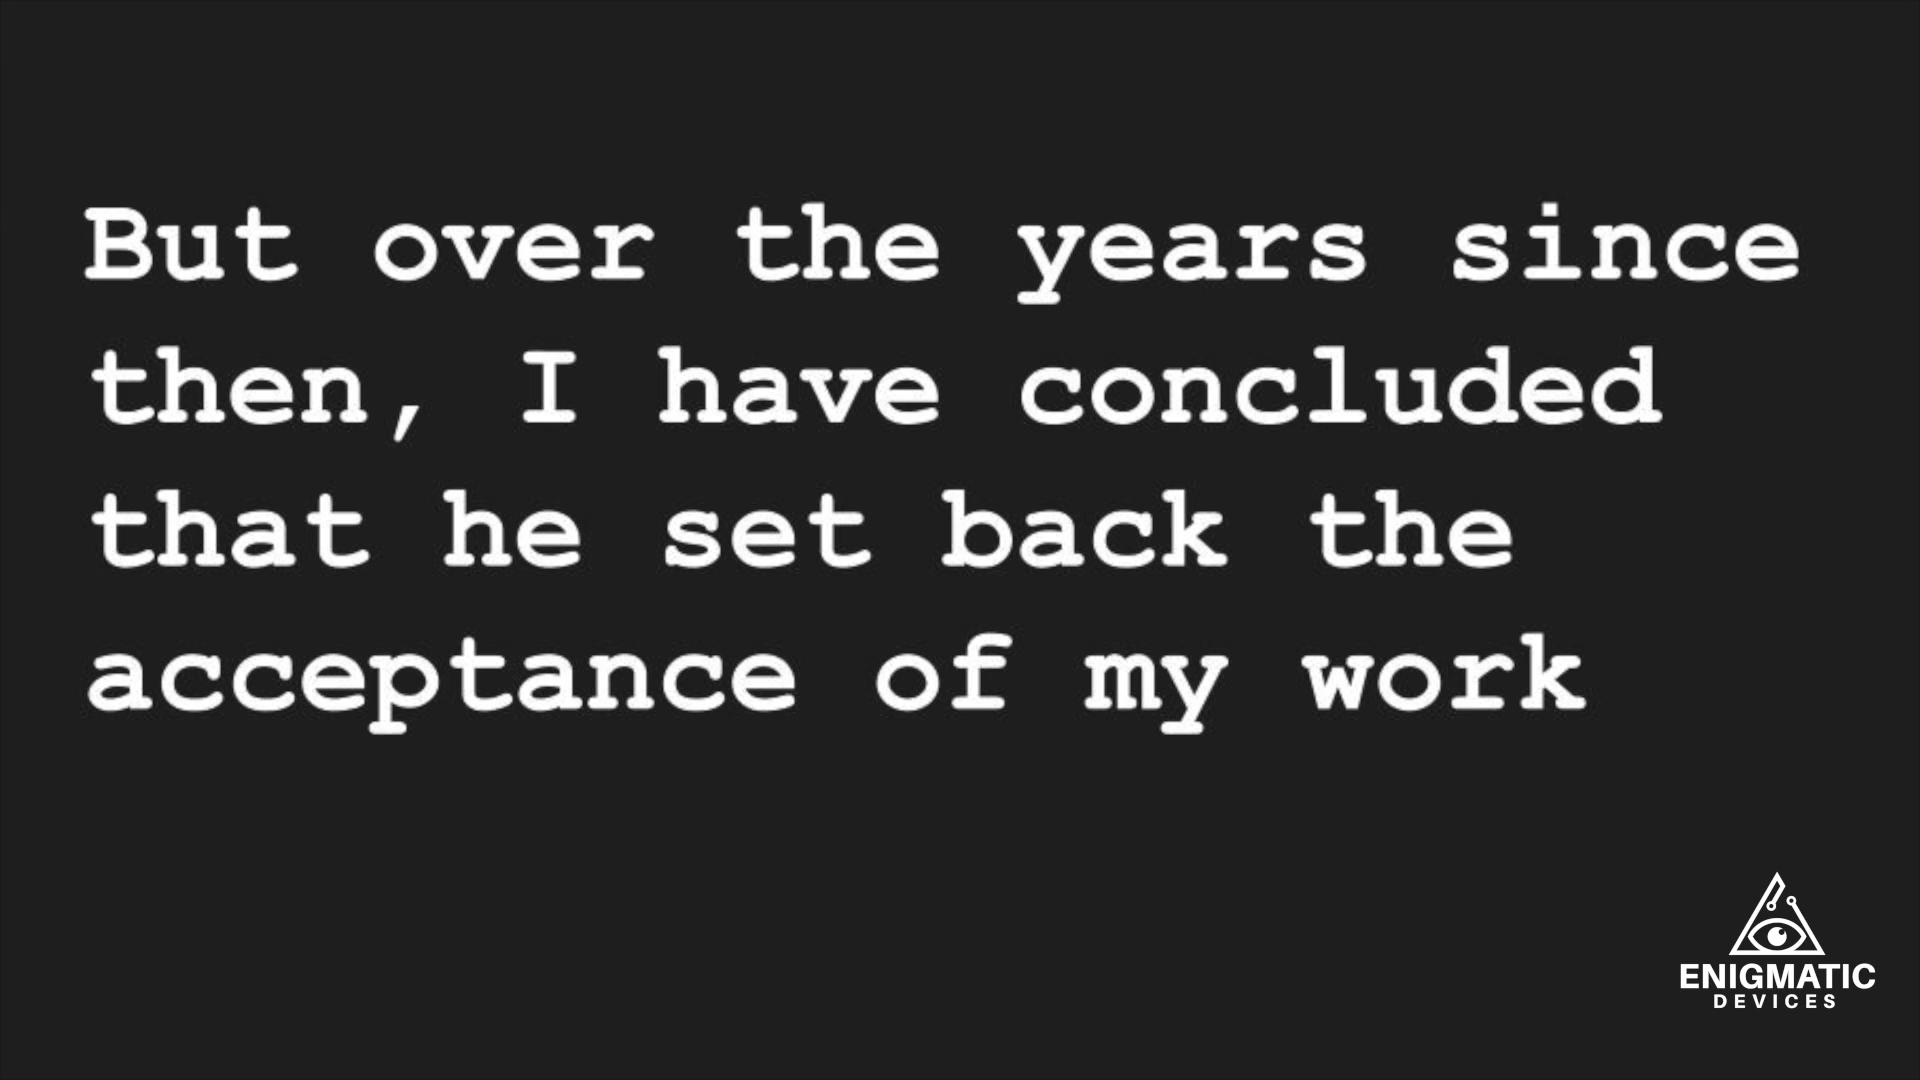 But over the years since
then, I have concluded
that he set back the
acceptance of my work
ENIGMATIC
DEVICES